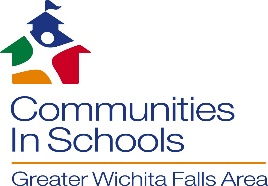 Communities
In Schools
Greater Wichita Falls Area